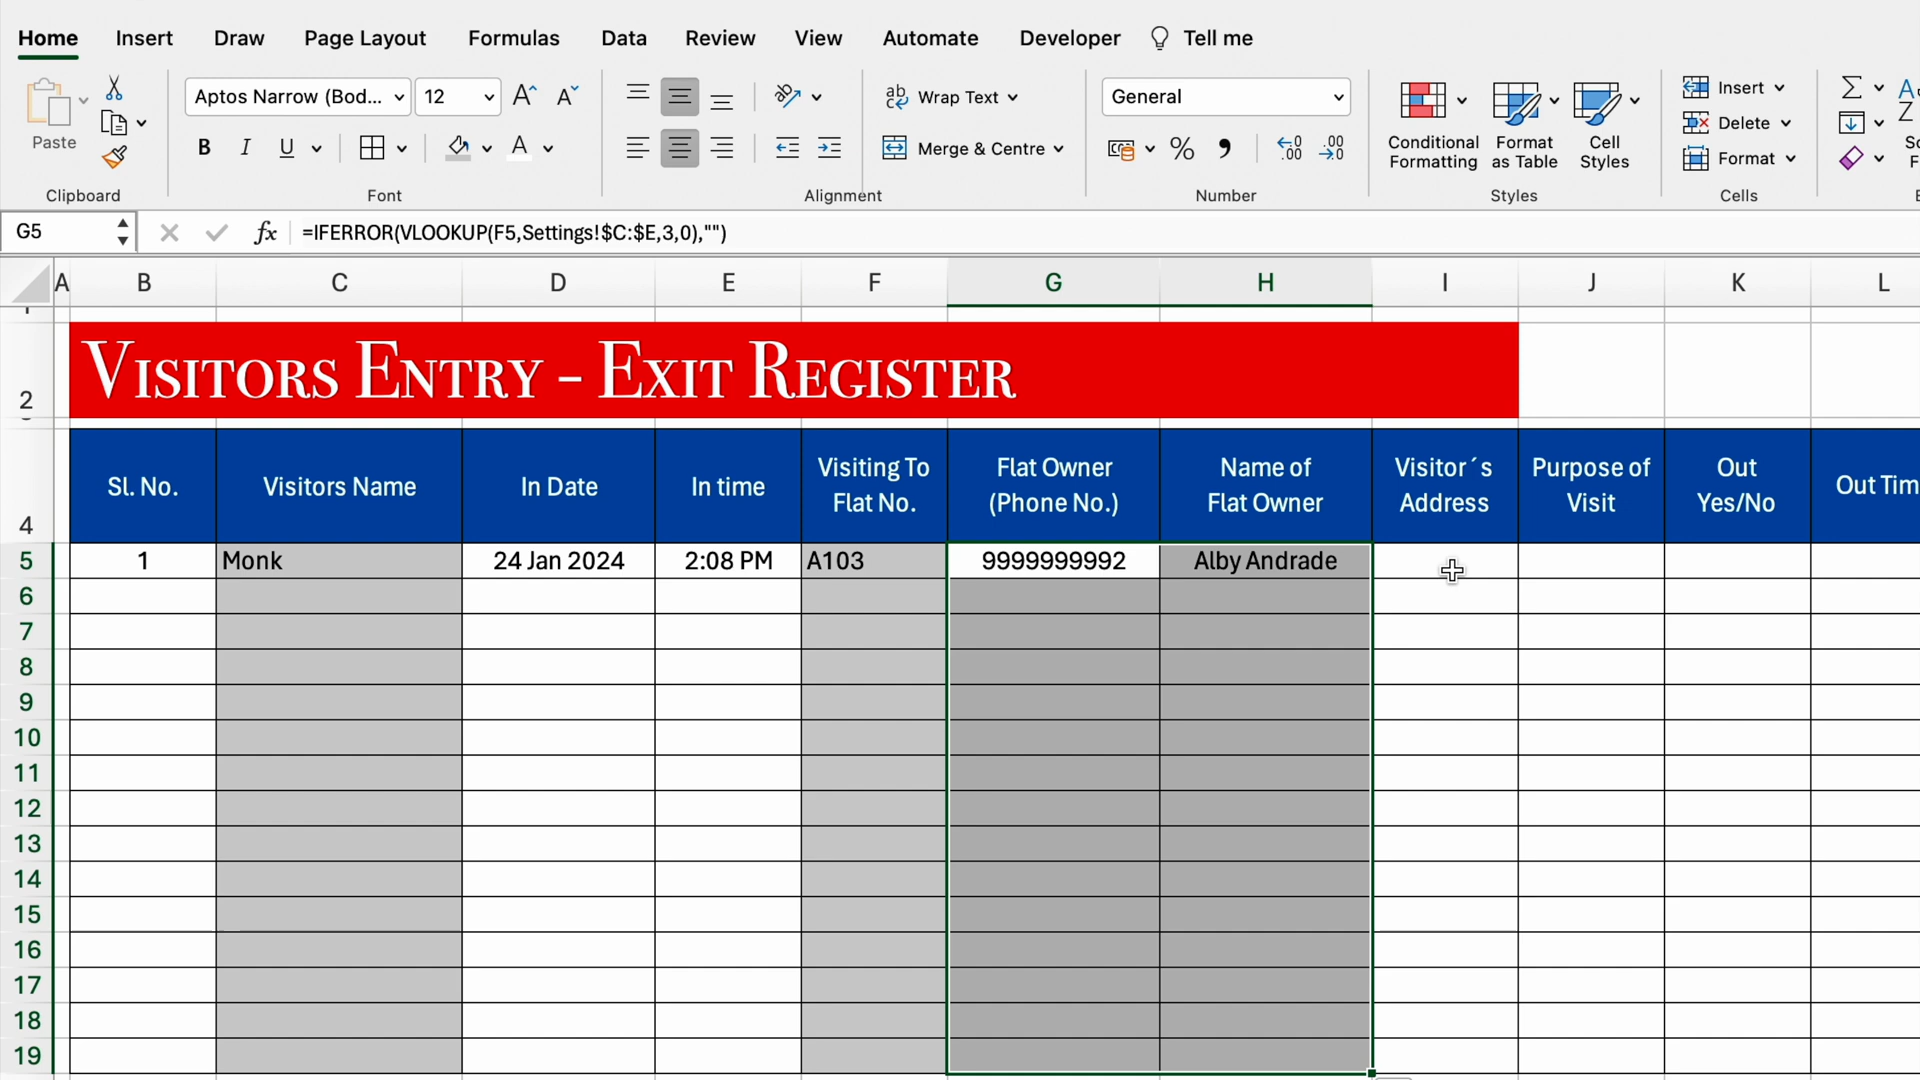 Home Insert Draw Page Layout Formulas Data Review View Automate Developer Tell me
Paste
Aptos Narrow (Bod... 12
Wrap Text
General
Conditional Formatting
Format as Table
Cell Styles
Insert
Delete
Format
B I U A
Merge & Centre
% .00 .00
Clipboard Font Alignment Number Styles Cells
G5 fx =IFERROR(VLOOKUP(F5,Settings!$C:$E,3,0),"")
A B C D E F G H I J K L
2 VISITORS ENTRY - EXIT REGISTER
4
Sl. No.
Visitors Name
In Date
In time
Visiting To
Flat No.
Flat Owner
(Phone No.)
Name of
Flat Owner
Visitor´s
Address
Purpose of
Visit
Out
Yes/No
Out Tim
5 1 Monk 24 Jan 2024 2:08 PM A103 9999999992 Alby Andrade
6
7
8
9
10
11
12
13
14
15
16
17
18
19